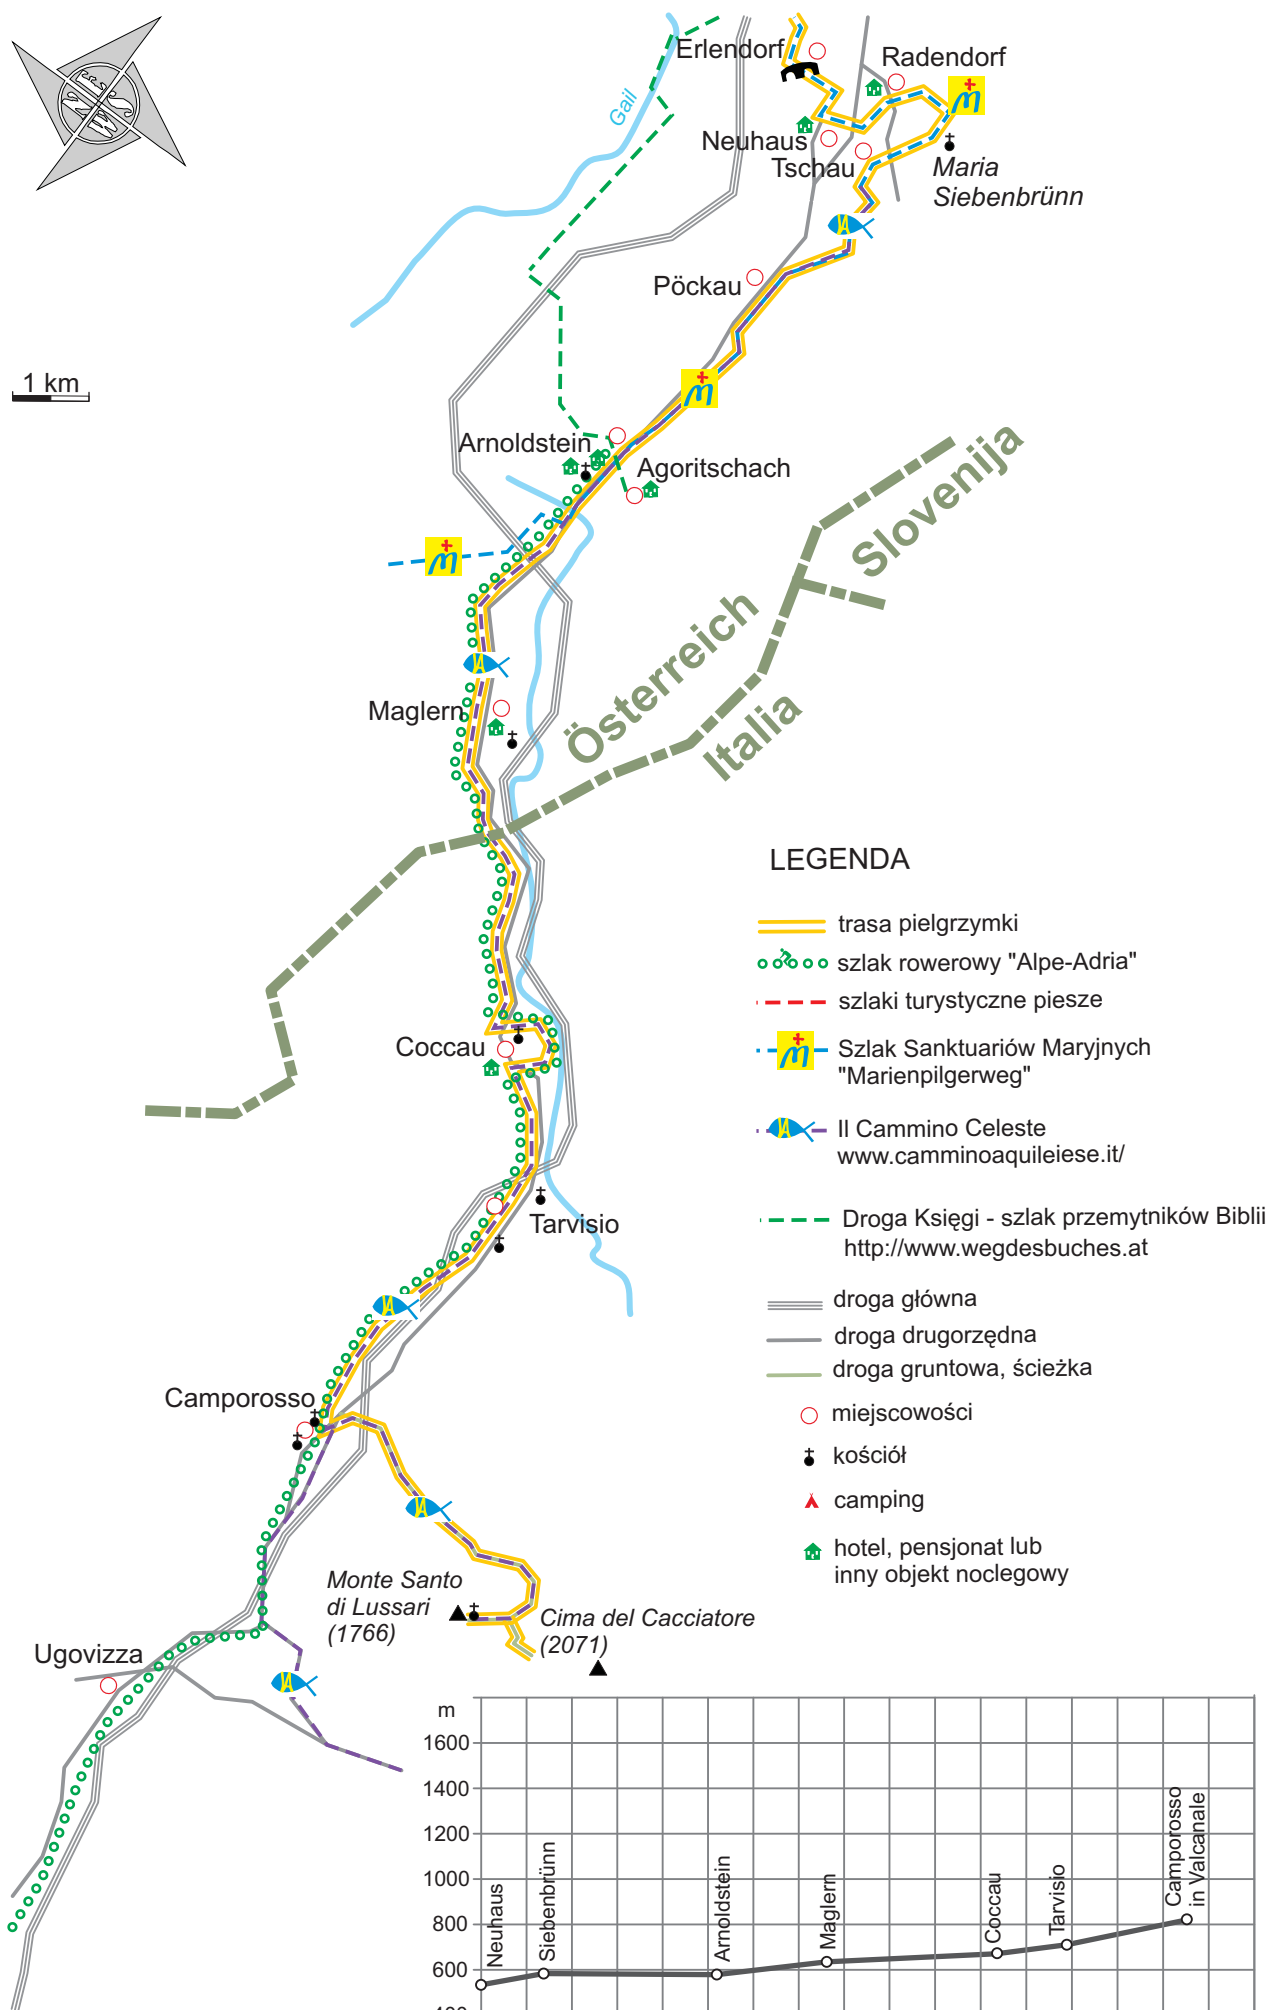 Erlendorf
Radendorf
Gail
Neuhaus
Tschau
Maria
Siebenbrünn
Pöckau
1 km
Arnoldstein
Agoritschach
Slovenija
Österreich
Italia
Maglern
LEGENDA
trasa pielgrzymki
szlak rowerowy "Alpe-Adria"
szlaki turystyczne piesze
Szlak Sanktuariów Maryjnych
"Marienpilgerweg"
Il Cammino Celeste
www.camminoaquileiese.it/
Droga Księgi - szlak przemytników Biblii
http://www.wegdesbuches.at
droga główna
droga drugorzędna
droga gruntowa, ścieżka
miejscowości
kościół
camping
hotel, pensjonat lub
inny objekt noclegowy
Coccau
Tarvisio
Camporosso
Monte Santo
di Lussari
(1766)
Cima del Cacciatore
(2071)
Ugovizza
m
1600
1400
1200
1000
800
600
400
Neuhaus
Siebenbrünn
Arnoldstein
Maglern
Coccau
Tarvisio
Camporosso
in Valcanale